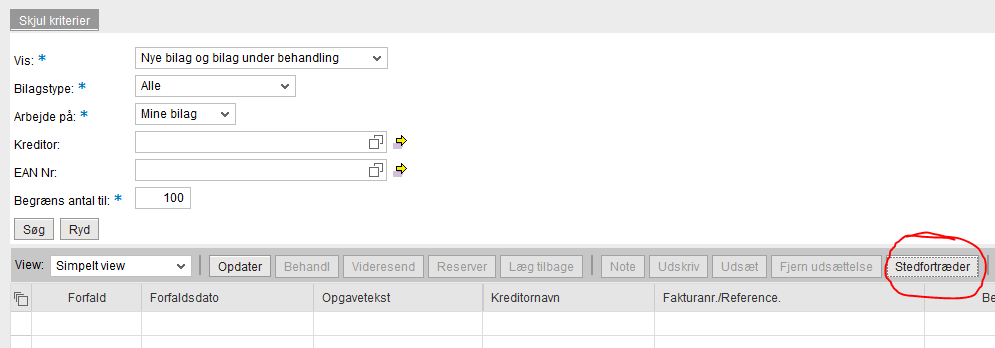 Skjul kriterier
Vis: * Nye bilag og bilag under behandling
Bilagstype: * Alle
Arbejde på: * Mine bilag
Kreditor:
EAN Nr:
Begræns antal til: * 100
Søg Ryd
View: Simpelt view Opdater Behandl Videresend Reserver Læg tilbage Note Udskriv Udsæt Fjern udsættelse Stedfortræder
Forfald Forfaldsdato Opgavetekst Kreditornavn Fakturanr./Reference. Be